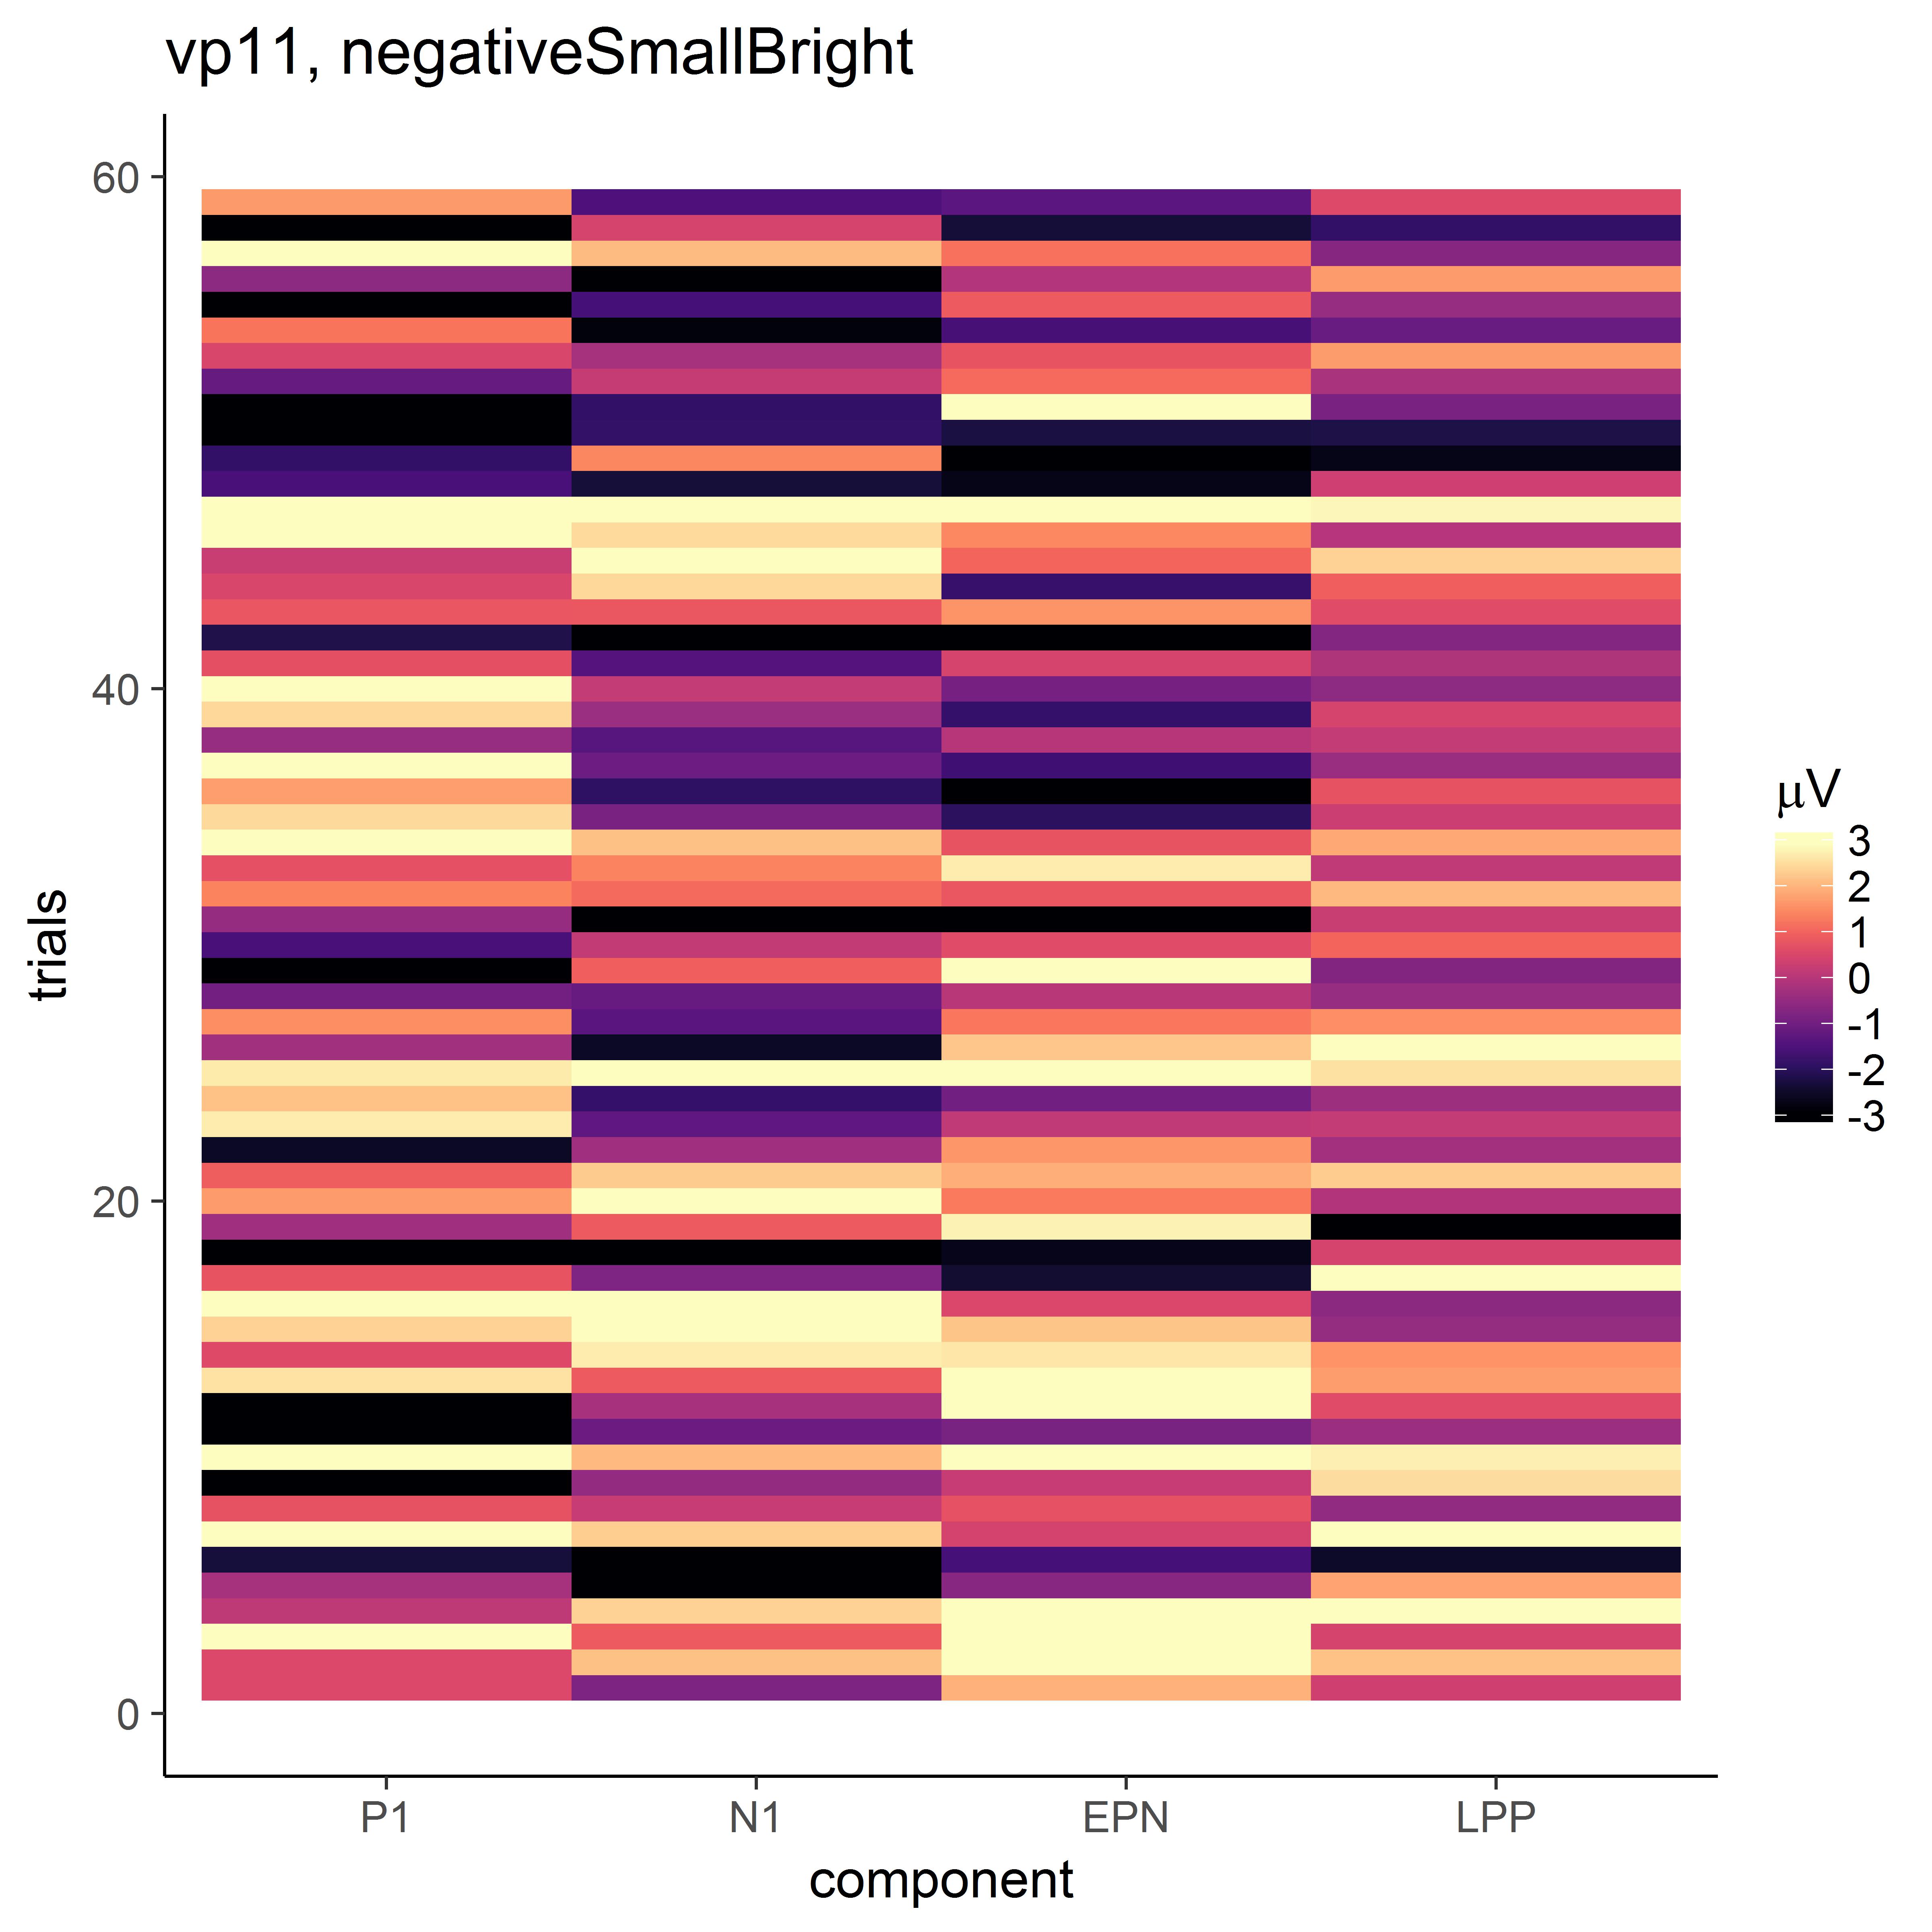 vp11, negativeSmallBright
trials
60
40
20
0
P1 N1 EPN LPP
component
μV
3
2
1
0
-1
-2
-3